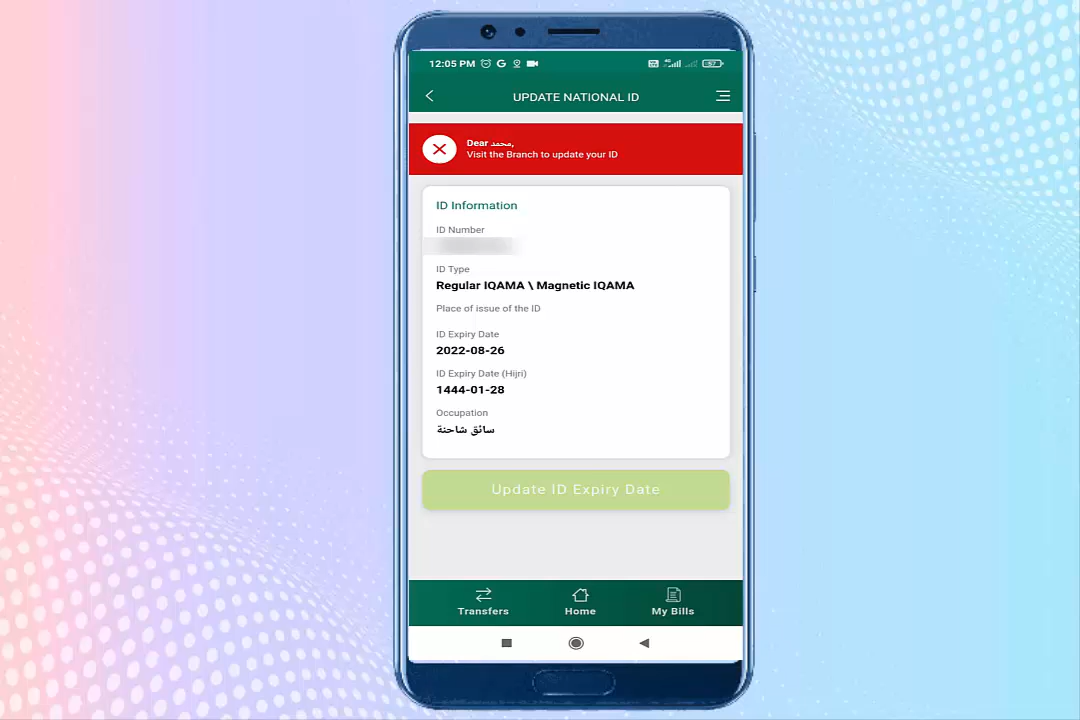 12:05 PM
UPDATE NATIONAL ID
Dear محمد,
Visit the Branch to update your ID
ID Information
ID Number
ID Type
Regular IQAMA \ Magnetic IQAMA
Place of issue of the ID
ID Expiry Date
2022-08-26
ID Expiry Date (Hijri)
1444-01-28
Occupation
سائق شاحنة
Update ID Expiry Date
Transfers
Home
My Bills